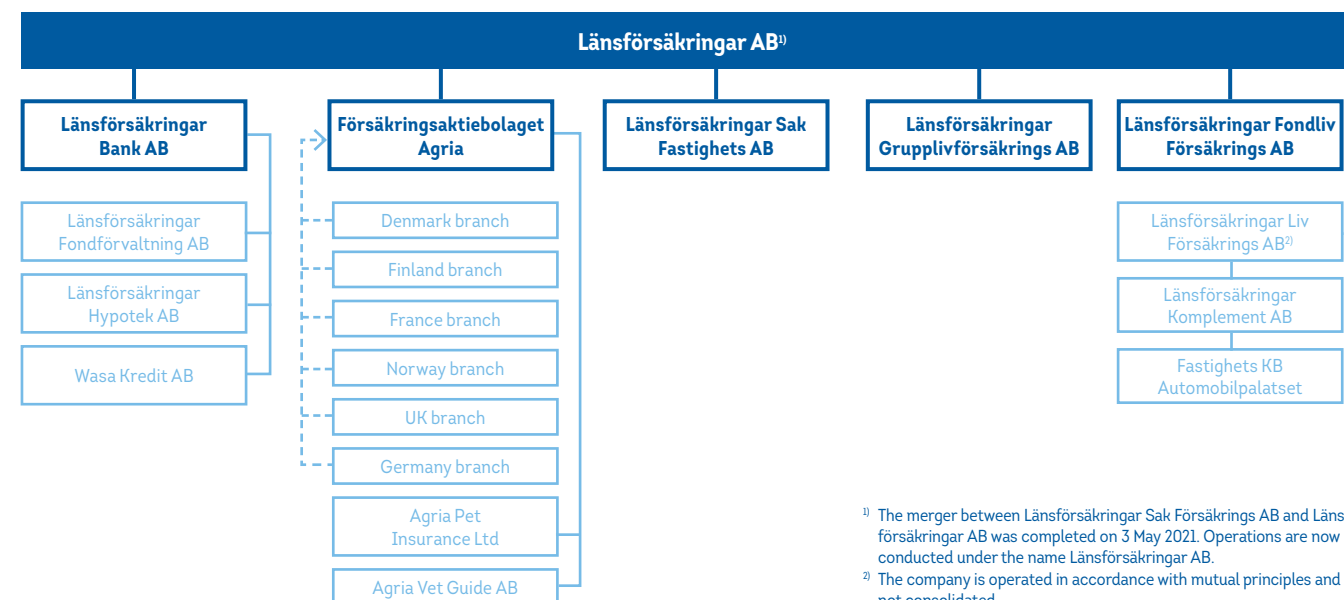 Länsförsäkringar AB1)
Länsförsäkringar
Bank AB
Försäkringsaktiebolaget
Agria
Länsförsäkringar Sak
Fastighets AB
Länsförsäkringar
Grupplivförsäkrings AB
Länsförsäkringar Fondliv
Försäkrings AB
Länsförsäkringar
Fondförvaltning AB
Länsförsäkringar
Hypotek AB
Wasa Kredit AB
Denmark branch
Finland branch
France branch
Norway branch
UK branch
Germany branch
Agria Pet
Insurance Ltd
Agria Vet Guide AB
Länsförsäkringar Liv
Försäkrings AB2)
Länsförsäkringar
Komplement AB
Fastighets KB
Automobilpalatset
1) The merger between Länsförsäkringar Sak Försäkrings AB and Läns
försäkringar AB was completed on 3 May 2021. Operations are now
conducted under the name Länsförsäkringar AB.
2) The company is operated in accordance with mutual principles and
not consolidated